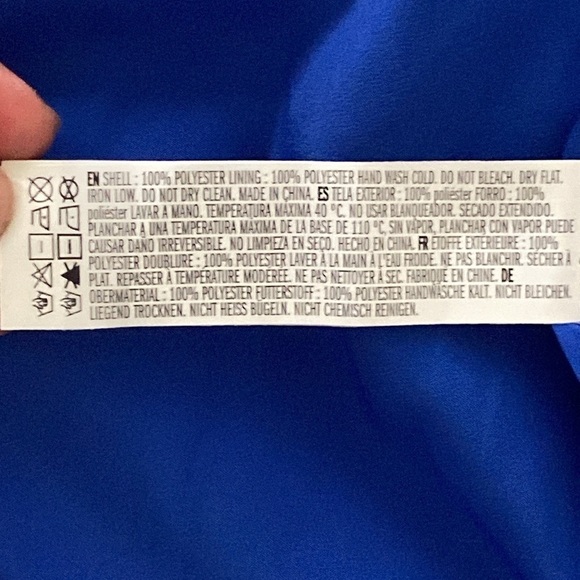 EN SHELL : 100% POLYESTER LINING : 100% POLYESTER HAND WASH COLD. DO NOT BLEACH. DRY FLAT.
IRON LOW. DO NOT DRY CLEAN. MADE IN CHINA. ES TELA EXTERIOR : 100% poliéster FORRO : 100%
poliéster LAVAR A MANO. TEMPERATURA MÁXIMA 40 °C. NO USAR BLANQUEADOR. SECADO EXTENDIDO.
PLANCHAR A UNA TEMPERATURA MÁXIMA DE LA BASE DE 110 °C, SIN VAPOR, PLANCHAR CON VAPOR PUEDE
CAUSAR DAÑO IRREVERSIBLE. NO LIMPIEZA EN SECO. HECHO EN CHINA. FR ETOFFE EXTERIEURE : 100%
POLYESTER DOUBLURE : 100% POLYESTER LAVER À LA MAIN À L'EAU FROIDE. NE PAS BLANCHIR. SÉCHER À
PLAT. REPASSER À TEMPÉRATURE MODÉRÉE. NE PAS NETTOYER À SEC. FABRIQUÉ EN CHINE. DE
OBERMATERIAL : 100% POLYESTER FUTTERSTOFF : 100% POLYESTER HANDWÄSCHE KALT. NICHT BLEICHEN.
LIEGEND TROCKNEN. NICHT HEISS BÜGELN. NICHT CHEMISCH REINIGEN.